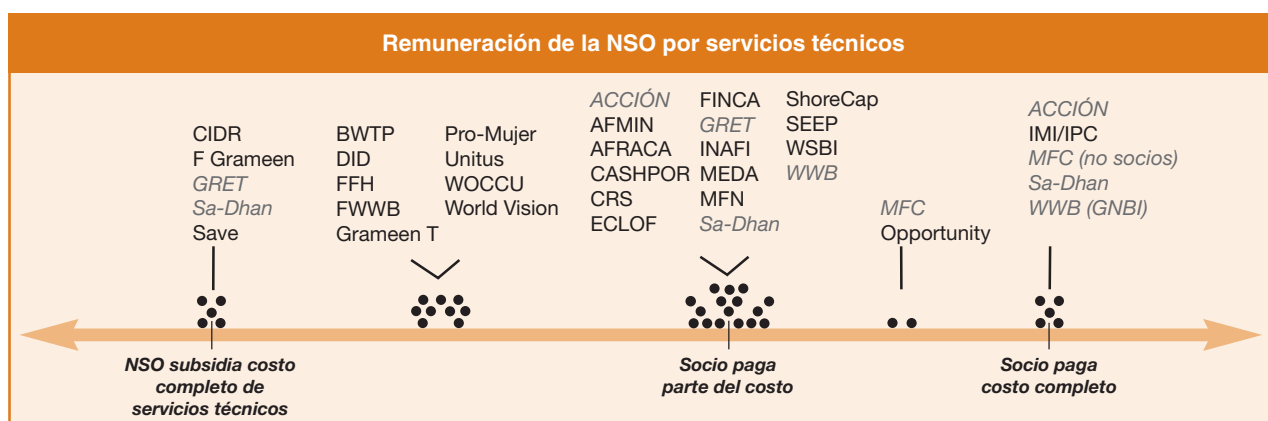 Remuneración de la NSO por servicios técnicos
CIDR
F Grameen
GRET
Sa-Dhan
Save
BWTP
DID
FFH
FWWB
Grameen T
Pro-Mujer
Unitus
WOCCU
World Vision
ACCIÓN
AFMIN
AFRACA
CASHPOR
CRS
ECLOF
FINCA
GRET
INAFI
MEDA
MFN
Sa-Dhan
ShoreCap
SEEP
WSBI
WWB
MFC
Opportunity
ACCIÓN
IMI/IPC
MFC (no socios)
Sa-Dhan
WWB (GNBI)
NSO subsidia costo
completo de
servicios técnicos
Socio paga
parte del costo
Socio paga
costo completo